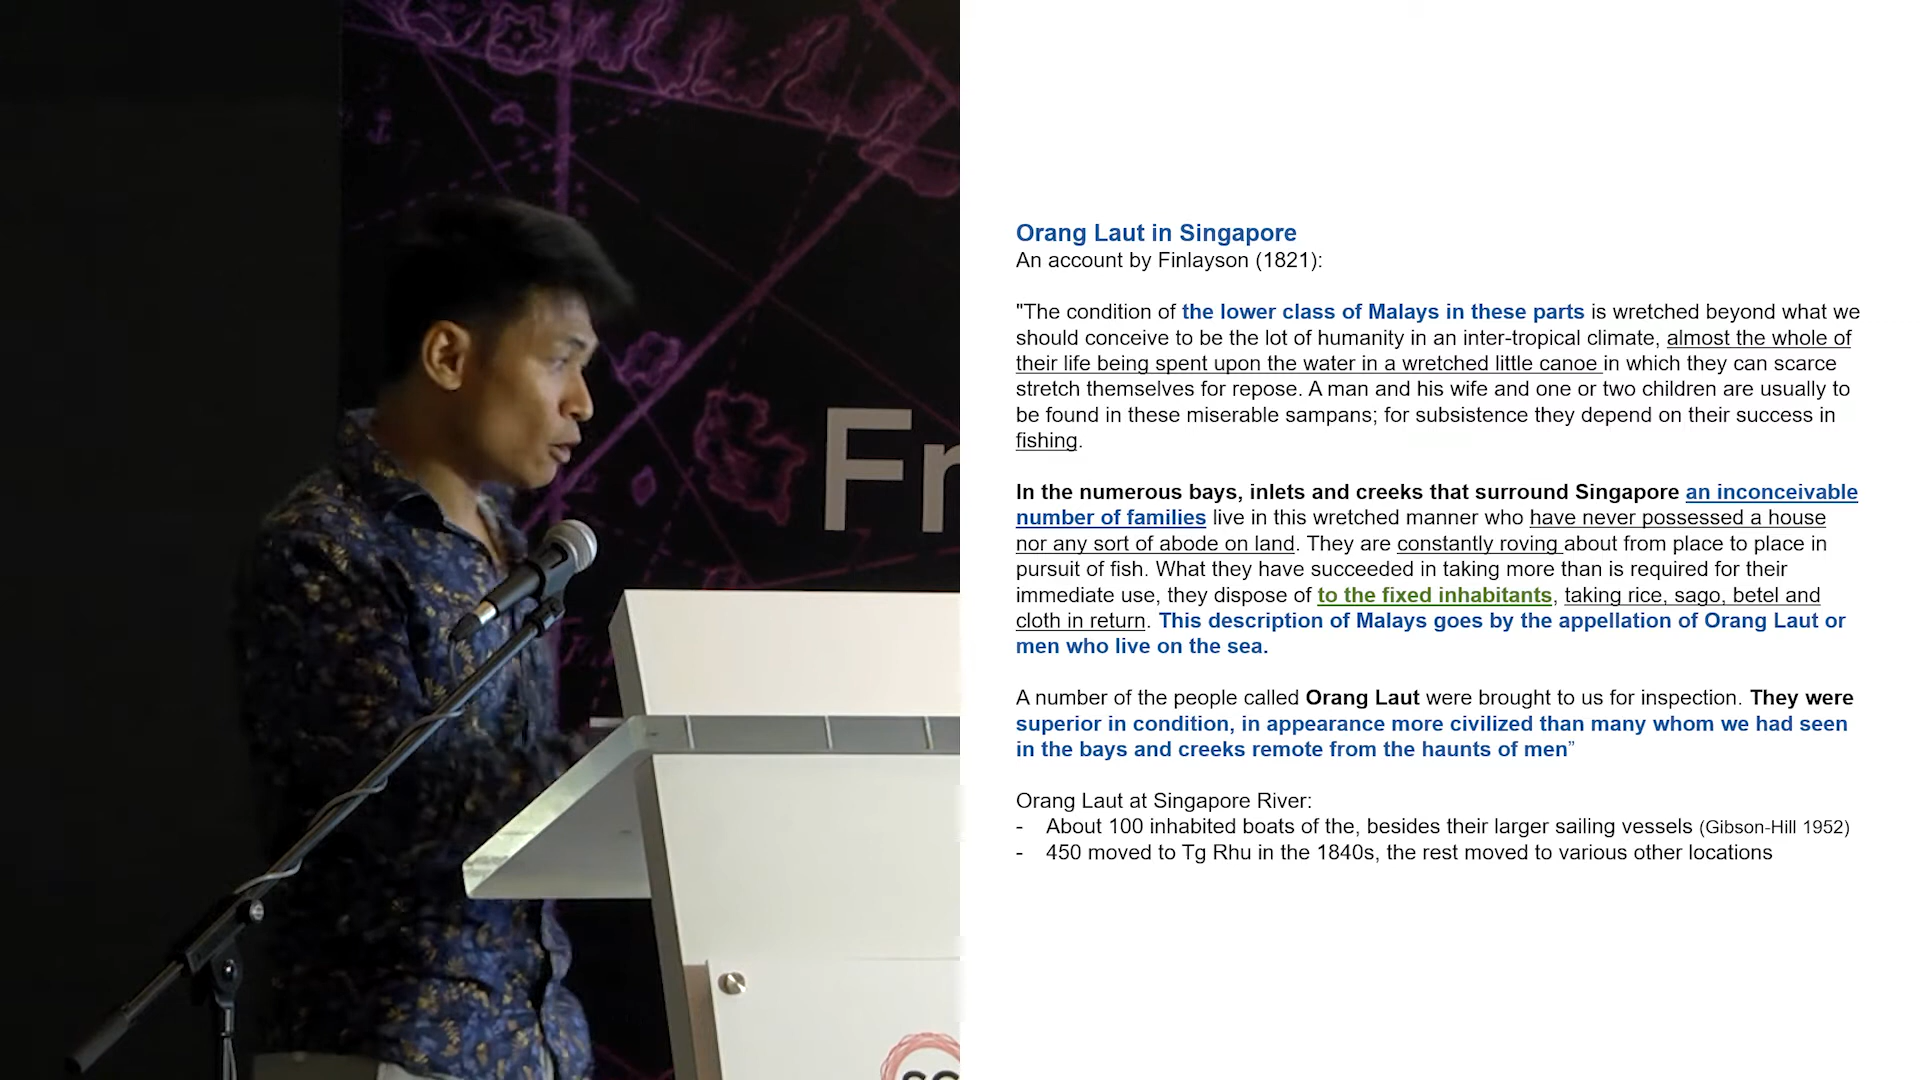 Fr
Orang Laut in Singapore
An account by Finlayson (1821):
"The condition of the lower class of Malays in these parts is wretched beyond what we
should conceive to be the lot of humanity in an inter-tropical climate, almost the whole of
their life being spent upon the water in a wretched little canoe in which they can scarce
stretch themselves for repose. A man and his wife and one or two children are usually to
be found in these miserable sampans; for subsistence they depend on their success in
fishing.
In the numerous bays, inlets and creeks that surround Singapore an inconceivable
number of families live in this wretched manner who have never possessed a house
nor any sort of abode on land. They are constantly roving about from place to place in
pursuit of fish. What they have succeeded in taking more than is required for their
immediate use, they dispose of to the fixed inhabitants, taking rice, sago, betel and
cloth in return. This description of Malays goes by the appellation of Orang Laut or
men who live on the sea.
A number of the people called Orang Laut were brought to us for inspection. They were
superior in condition, in appearance more civilized than many whom we had seen
in the bays and creeks remote from the haunts of men”
Orang Laut at Singapore River:
- About 100 inhabited boats of the, besides their larger sailing vessels (Gibson-Hill 1952)
- 450 moved to Tg Rhu in the 1840s, the rest moved to various other locations